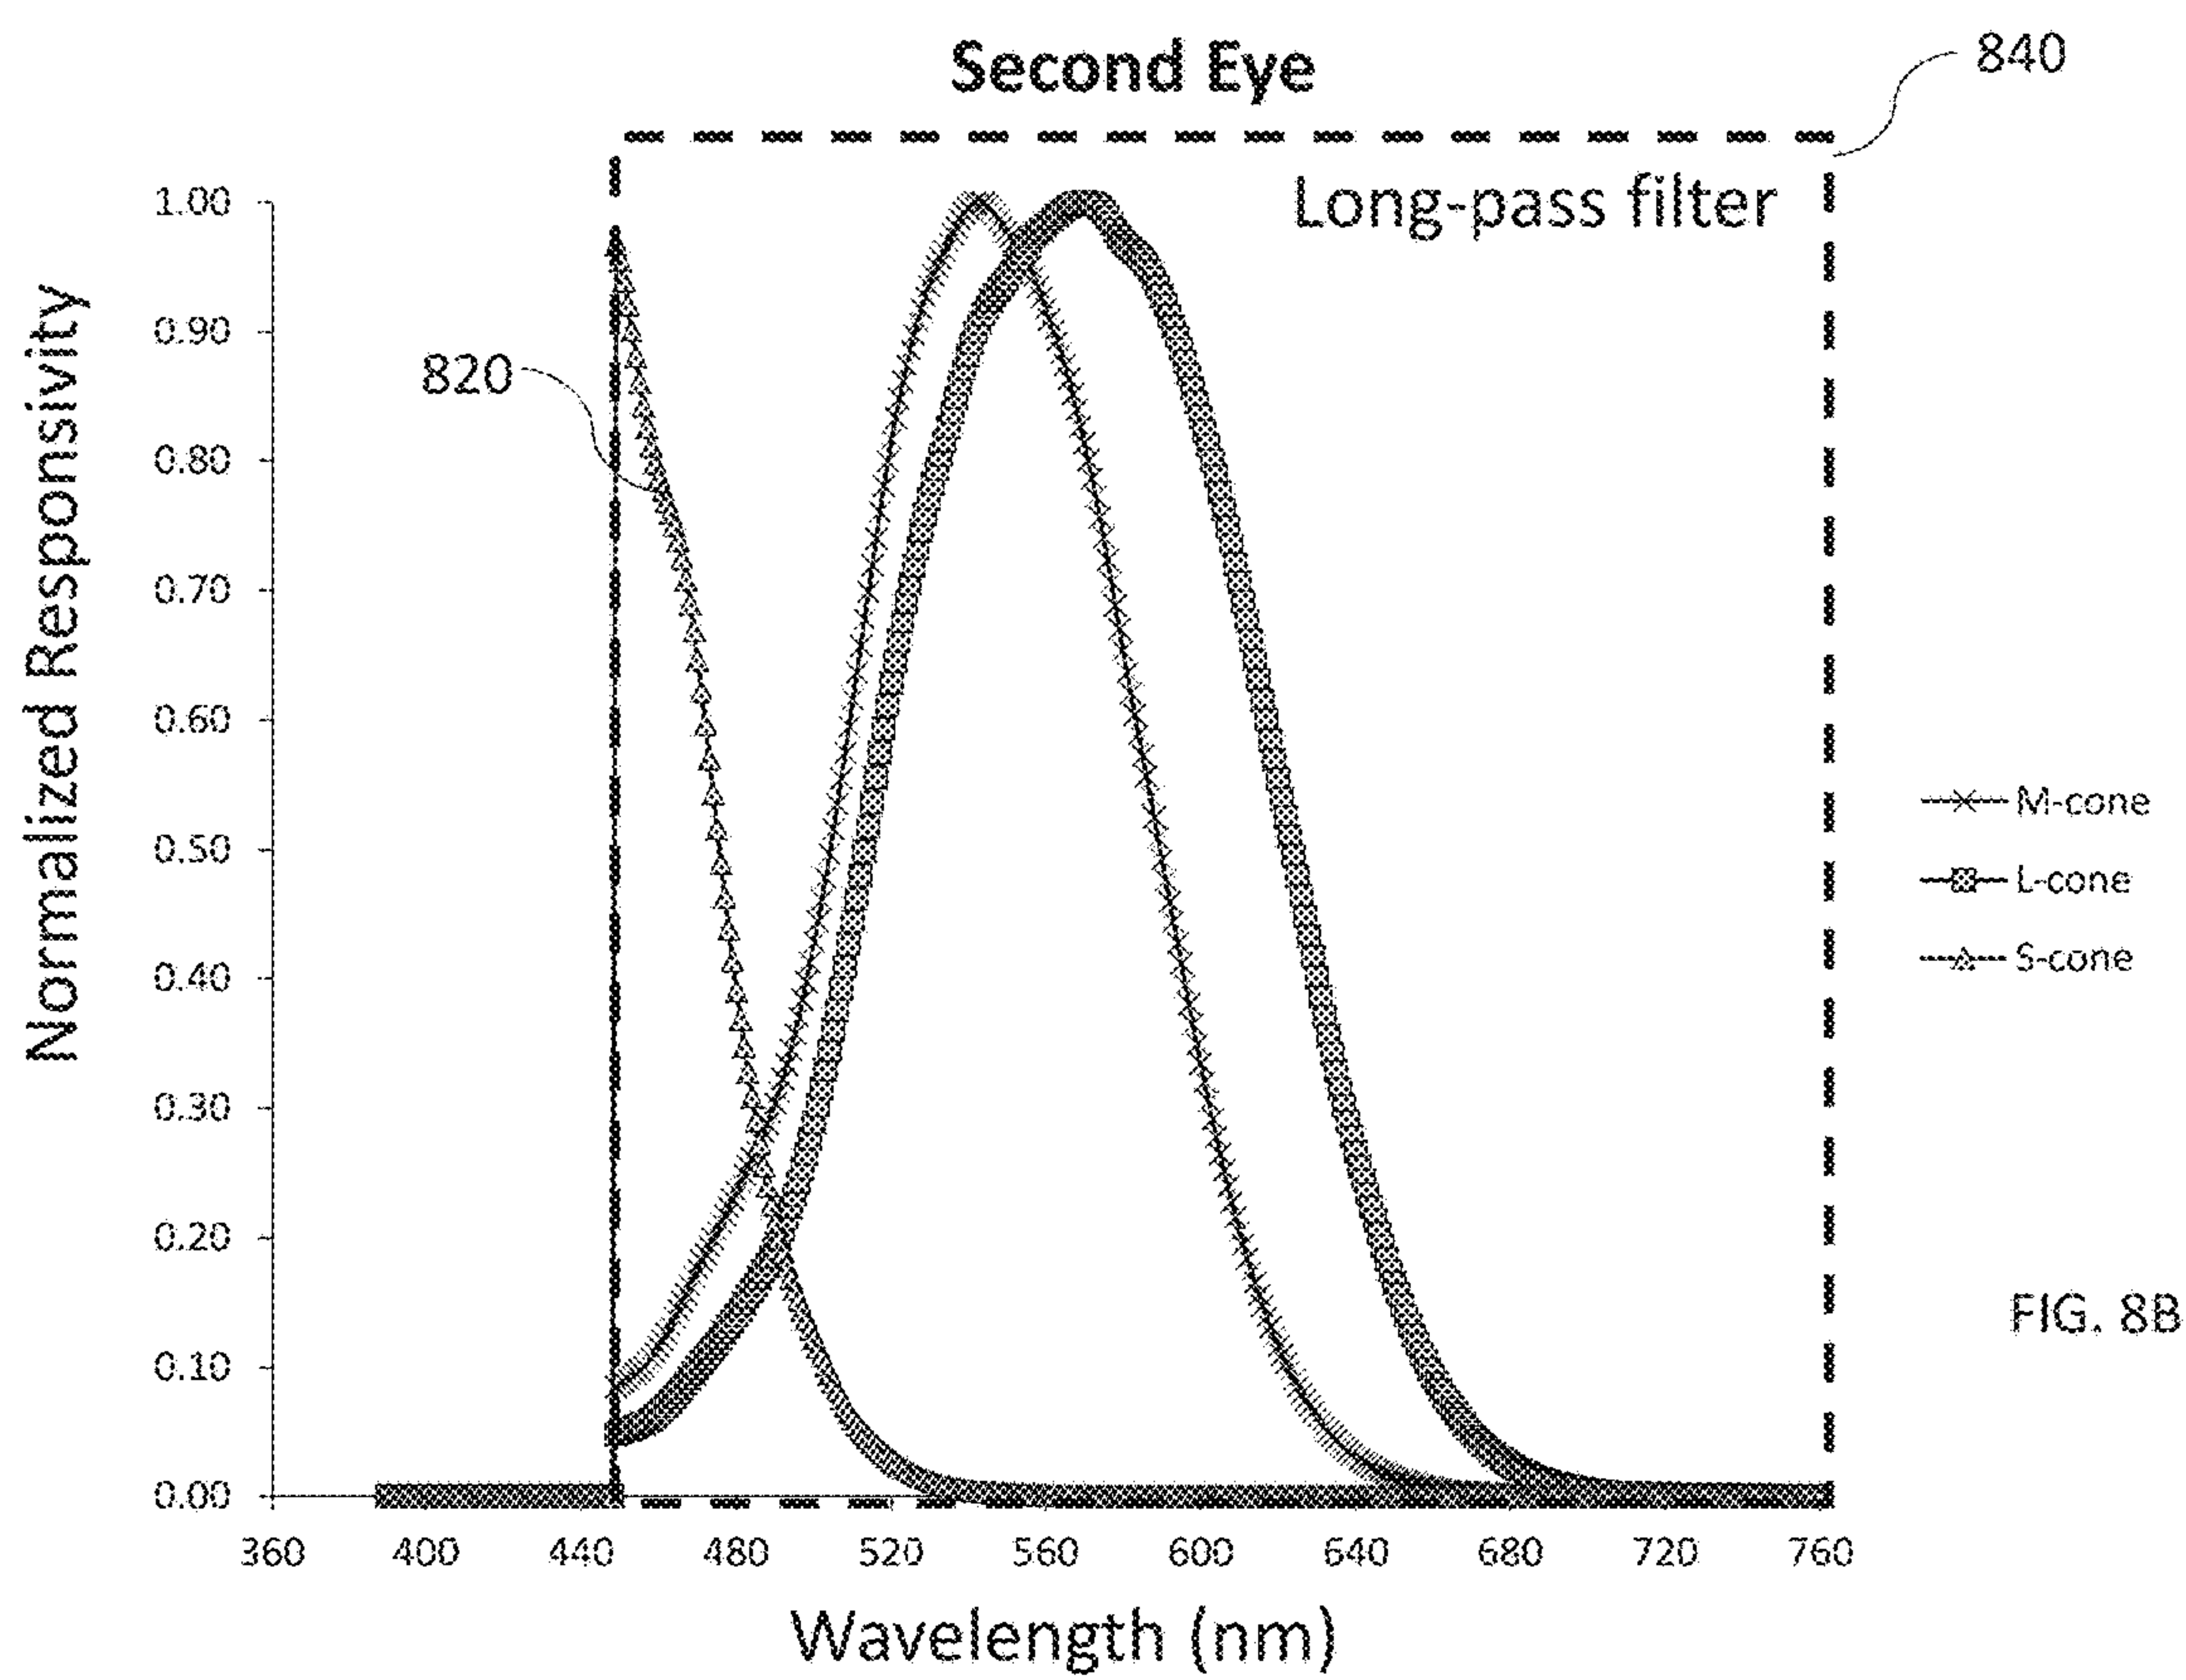 Second Eye
840
Long-pass filter
820
Normalized Responsivity
1.00
0.90
0.80
0.70
0.60
0.50
0.40
0.30
0.20
0.10
0.00
360 400 440 480 520 560 600 640 680 720 760
Wavelength (nm)
M-cone
L-cone
S-cone
FIG. 8B